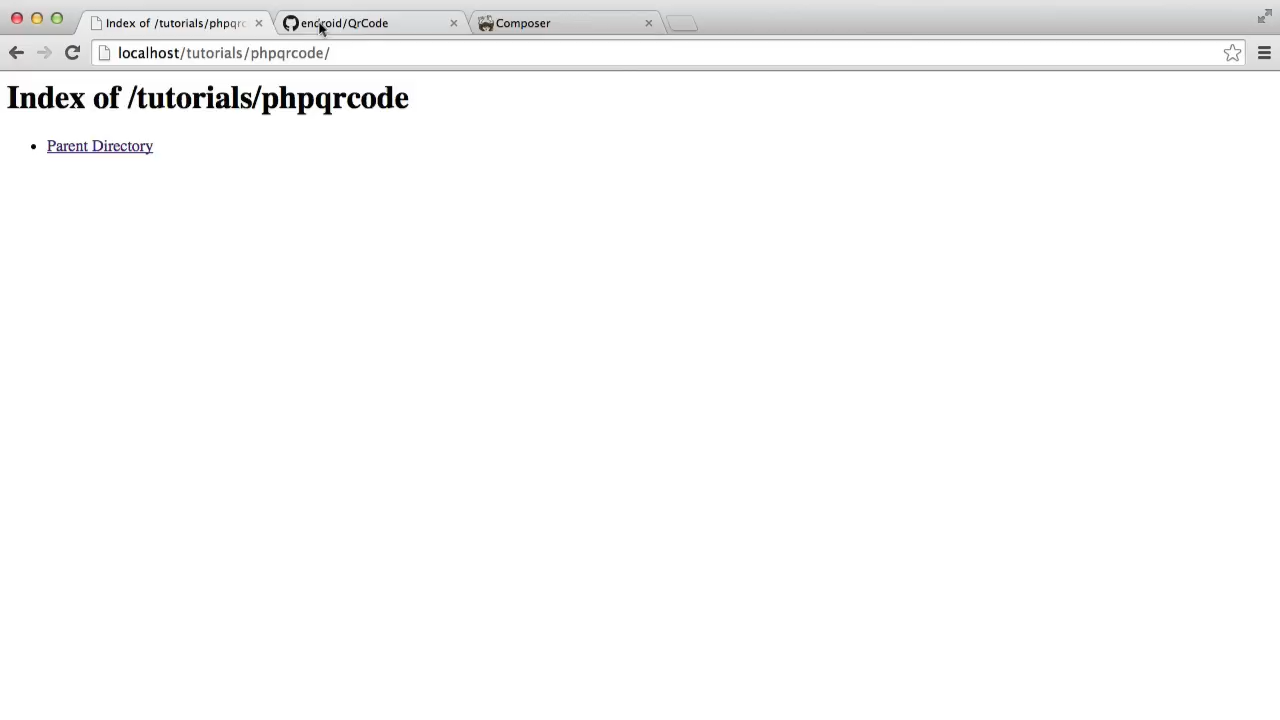 Index of /tutorials/phpqrc
endroid/QrCode
Composer
localhost/tutorials/phpqrcode/
Index of /tutorials/phpqrcode
Parent Directory